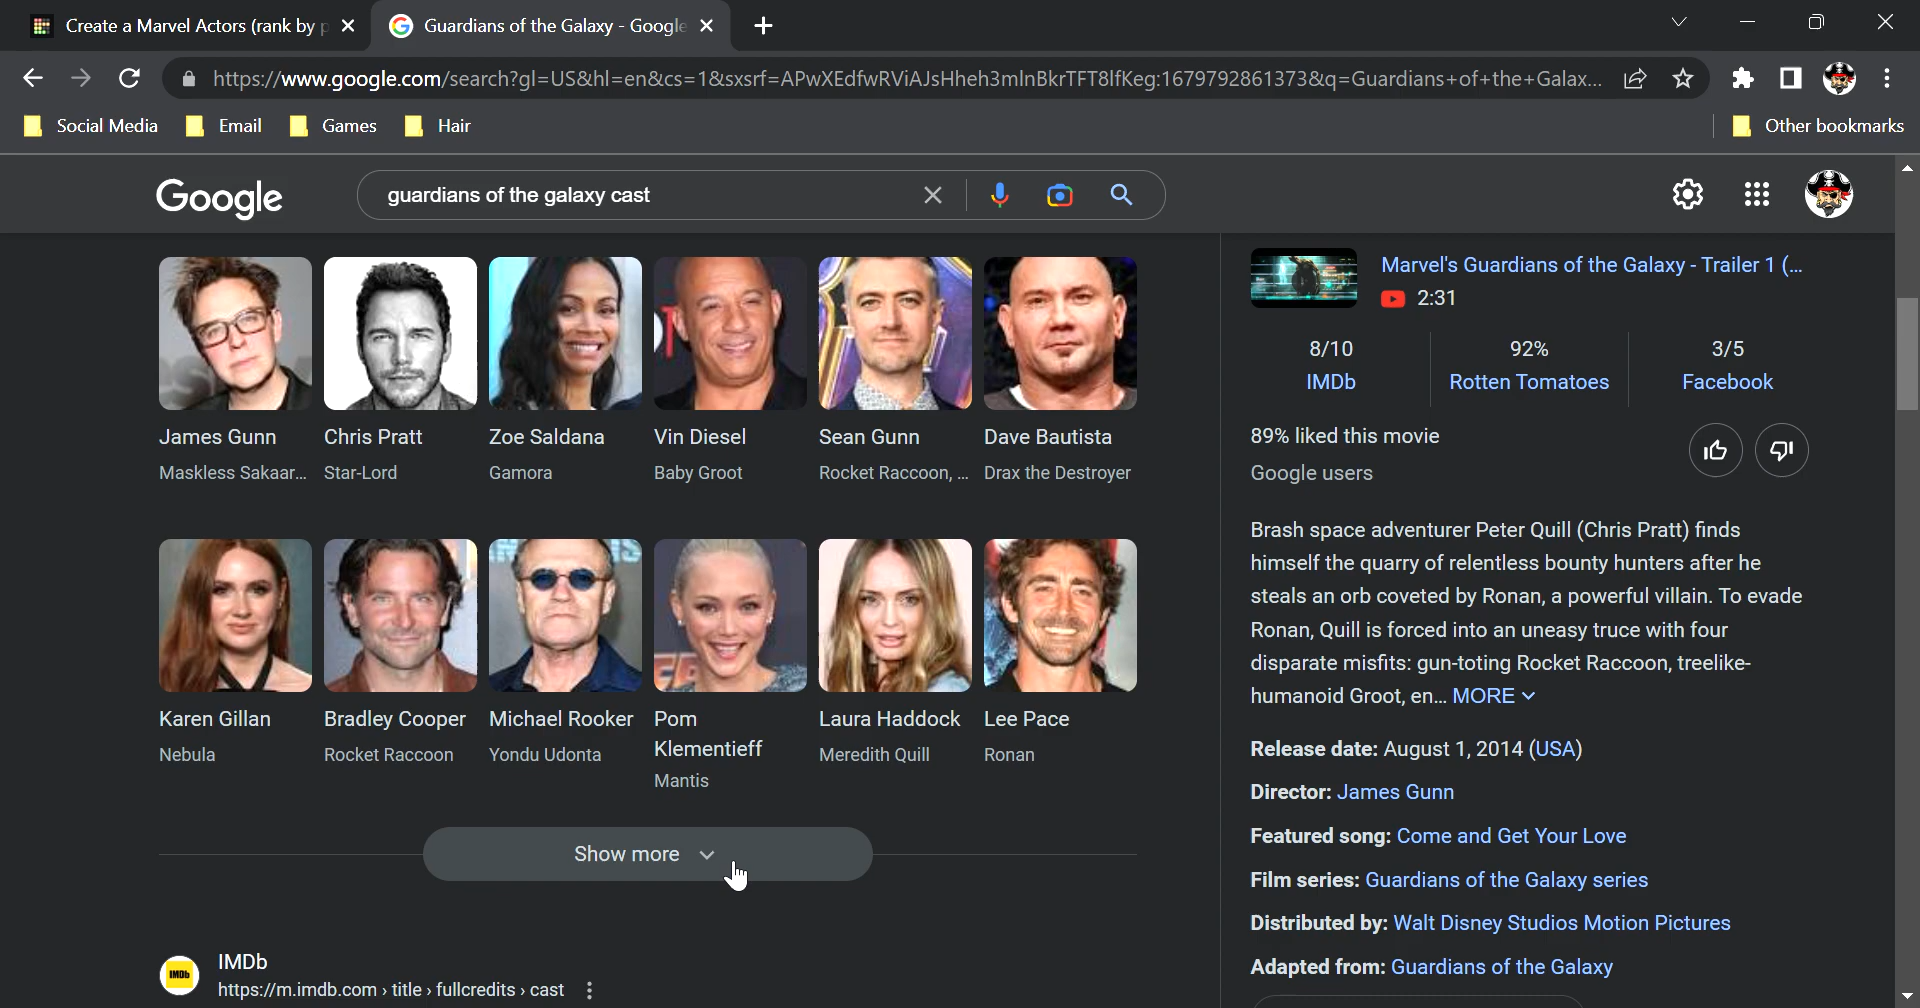 Create a Marvel Actors (rank by p
Guardians of the Galaxy - Google
https://www.google.com/search?gl=US&hl=en&cs=1&sxsrf=APwXEdfwRViAJsHheh3mlnBkrTFT8lfKeg:1679792861373&q=Guardians+of+the+Galax...
Social Media
Email
Games
Hair
Other bookmarks
Google
guardians of the galaxy cast
James Gunn
Maskless Sakaar...
Chris Pratt
Star-Lord
Zoe Saldana
Gamora
Vin Diesel
Baby Groot
Sean Gunn
Rocket Raccoon, ...
Dave Bautista
Drax the Destroyer
Karen Gillan
Nebula
Bradley Cooper
Rocket Raccoon
Michael Rooker
Yondu Udonta
Pom
Klementieff
Mantis
Laura Haddock
Meredith Quill
Lee Pace
Ronan
Show more
IMDb
IMDb
https://m.imdb.com › title › fullcredits › cast
Marvel's Guardians of the Galaxy - Trailer 1 (...
2:31
8/10
IMDb
92%
Rotten Tomatoes
3/5
Facebook
89% liked this movie
Google users
Brash space adventurer Peter Quill (Chris Pratt) finds
himself the quarry of relentless bounty hunters after he
steals an orb coveted by Ronan, a powerful villain. To evade
Ronan, Quill is forced into an uneasy truce with four
disparate misfits: gun-toting Rocket Raccoon, treelike-
humanoid Groot, en... MORE
Release date: August 1, 2014 (USA)
Director: James Gunn
Featured song: Come and Get Your Love
Film series: Guardians of the Galaxy series
Distributed by: Walt Disney Studios Motion Pictures
Adapted from: Guardians of the Galaxy